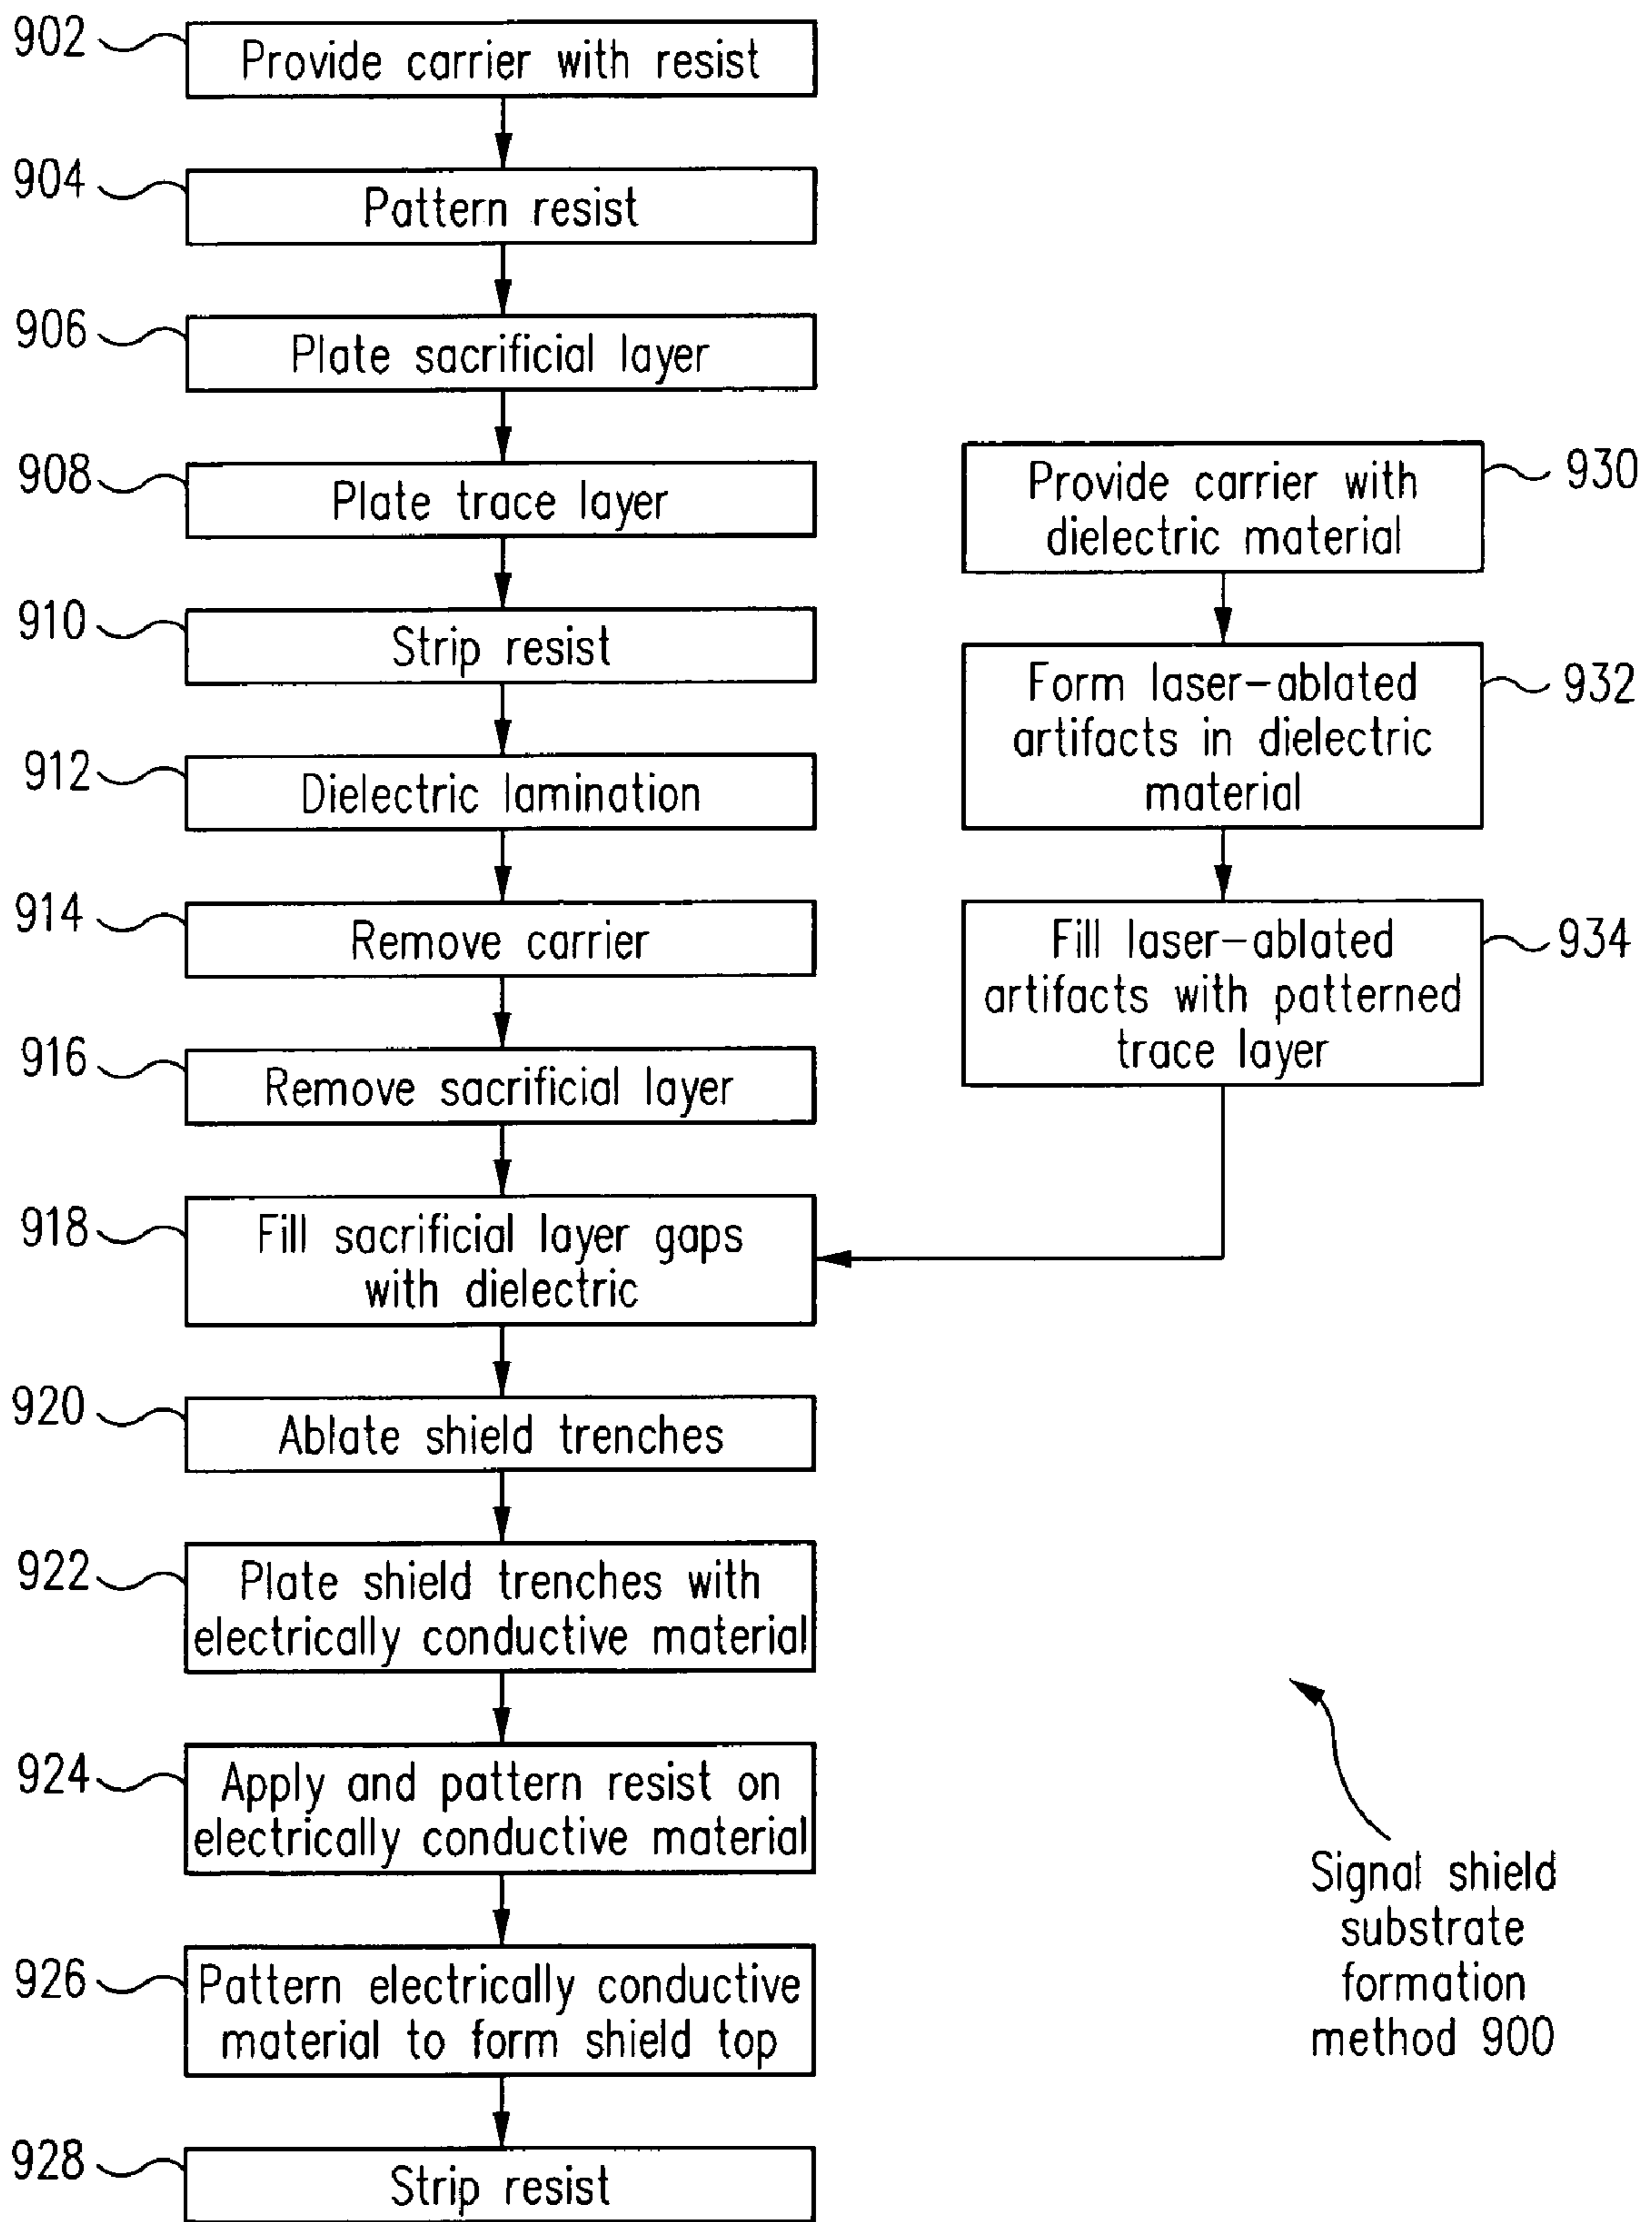 902
Provide carrier with resist
904
Pattern resist
906
Plate sacrificial layer
908
Plate trace layer
910
Strip resist
912
Dielectric lamination
914
Remove carrier
916
Remove sacrificial layer
918
Fill sacrificial layer gaps
with dielectric
920
Ablate shield trenches
922
Plate shield trenches with
electrically conductive material
924
Apply and pattern resist on
electrically conductive material
926
Pattern electrically conductive
material to form shield top
928
Strip resist
Provide carrier with
dielectric material
930
Form laser-ablated
artifacts in dielectric
material
932
Fill laser-ablated
artifacts with patterned
trace layer
934
Signal shield
substrate
formation
method 900